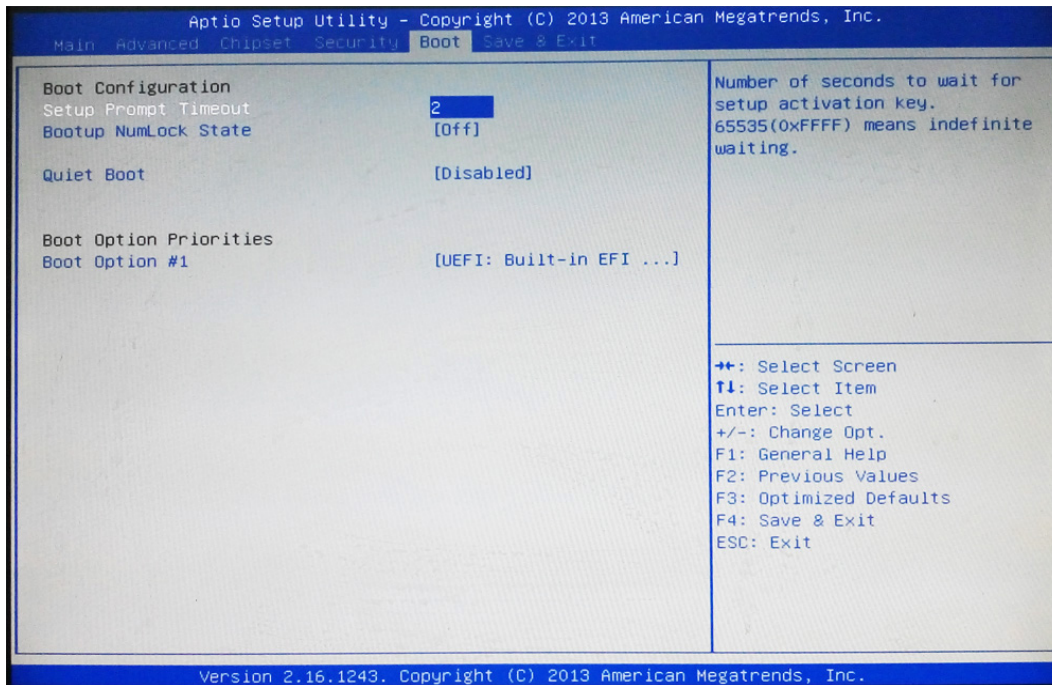 Aptio Setup Utility - Copyright (C) 2013 American Megatrends, Inc.
Main Advanced Chipset Security Boot Save & Exit
Boot Configuration
Setup Prompt Timeout 2
Bootup NumLock State [Off]
Quiet Boot [Disabled]
Boot Option Priorities
Boot Option #1 [UEFI: Built-in EFI ...]
Number of seconds to wait for
setup activation key.
65535(0xFFFF) means indefinite
waiting.
→←: Select Screen
↑↓: Select Item
Enter: Select
+/-: Change Opt.
F1: General Help
F2: Previous Values
F3: Optimized Defaults
F4: Save & Exit
ESC: Exit
Version 2.16.1243. Copyright (C) 2013 American Megatrends, Inc.